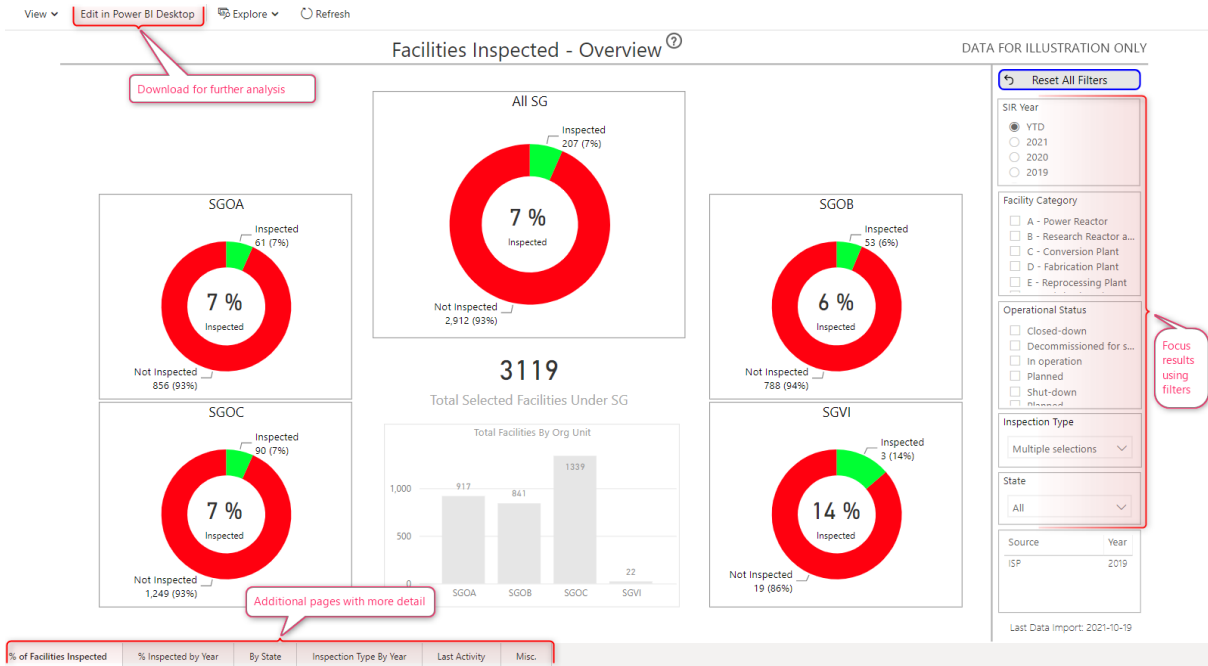 View
Edit in Power BI Desktop
Explore
Refresh
Facilities Inspected - Overview ?
DATA FOR ILLUSTRATION ONLY
Download for further analysis
Reset All Filters
SIR Year
YTD
2021
2020
2019
Facility Category
A - Power Reactor
B - Research Reactor a...
C - Conversion Plant
D - Fabrication Plant
E - Reprocessing Plant
Operational Status
Closed-down
Decommissioned for s...
In operation
Planned
Shut-down
Planned
Inspection Type
Multiple selections
State
All
Focus
results
using
filters
Source Year
ISP 2019
Last Data Import: 2021-10-19
All SG
Inspected
207 (7%)
7 %
Inspected
Not Inspected
2,912 (93%)
SGOA
Inspected
61 (7%)
7 %
Inspected
Not Inspected
856 (93%)
SGOB
Inspected
53 (6%)
6 %
Inspected
Not Inspected
788 (94%)
3119
Total Selected Facilities Under SG
SGOC
Inspected
90 (7%)
7 %
Inspected
Not Inspected
1,249 (93%)
Total Facilities By Org Unit
1,000
500
0
917
841
1339
22
SGOA
SGOB
SGOC
SGVI
SGVI
Inspected
3 (14%)
14 %
Inspected
Not Inspected
19 (86%)
Additional pages with more detail
% of Facilities Inspected
% Inspected by Year
By State
Inspection Type By Year
Last Activity
Misc.